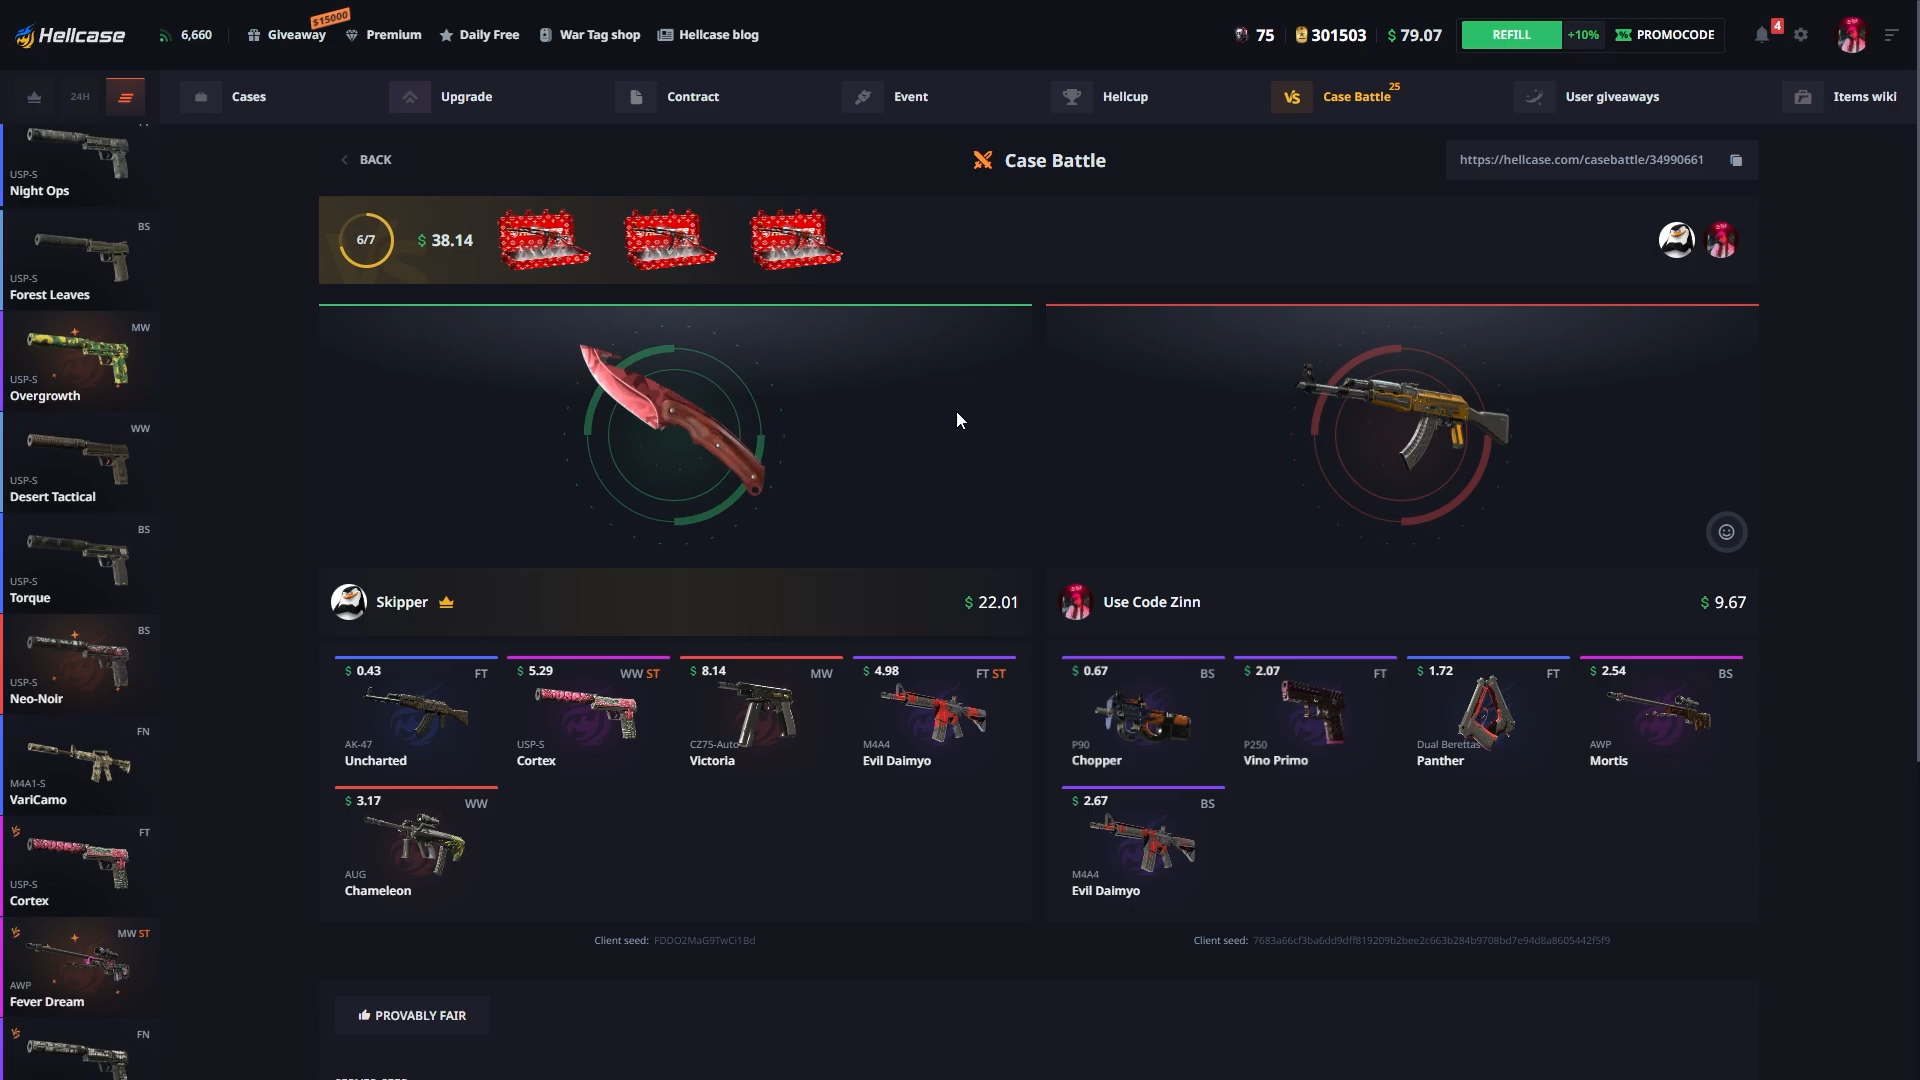 Hellcase
6,660
Giveaway
$15000
Premium
Daily Free
War Tag shop
Hellcase blog
75
301503
$ 79.07
REFILL
+10%
PROMOCODE
4
24H
Cases
Upgrade
Contract
Event
Hellcup
VS
Case Battle
25
User giveaways
Items wiki
BACK
Case Battle
https://hellcase.com/casebattle/34990661
6/7
$ 38.14
USP-S
Night Ops
BS
USP-S
Forest Leaves
MW
USP-S
Overgrowth
WW
USP-S
Desert Tactical
BS
USP-S
Torque
BS
USP-S
Neo-Noir
FN
M4A1-S
VariCamo
FT
USP-S
Cortex
MW ST
AWP
Fever Dream
FN
Skipper
$ 22.01
Use Code Zinn
$ 9.67
$ 0.43
FT
AK-47
Uncharted
$ 5.29
WW ST
USP-S
Cortex
$ 8.14
MW
CZ75-Auto
Victoria
$ 4.98
FT ST
M4A4
Evil Daimyo
$ 3.17
WW
AUG
Chameleon
$ 0.67
BS
P90
Chopper
$ 2.07
FT
P250
Vino Primo
$ 1.72
FT
Dual Berettas
Panther
$ 2.54
BS
AWP
Mortis
$ 2.67
BS
M4A4
Evil Daimyo
Client seed: FDDO2MaG9TwCi1Bd
Client seed: 7683a66cf3ba6dd9dff819209b2bee2c663b284b9708bd7e94d8a8605442f5f9
PROVABLY FAIR